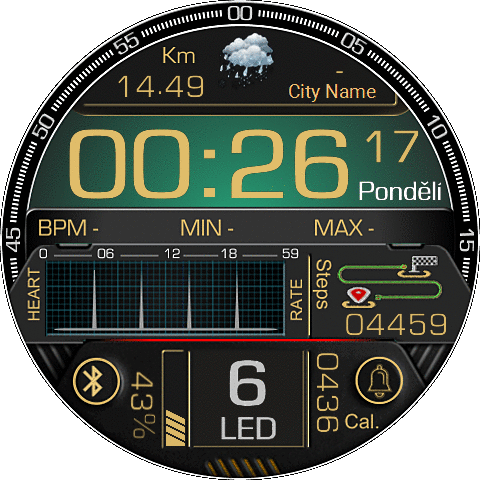 00
55
05
50
10
45
15
Km
14.49
-
City Name
00:26
17
Pondělí
BPM -
MIN -
MAX -
0 06 12 18 59
HEART
RATE
Steps
04459
43%
6
LED
0436
Cal.